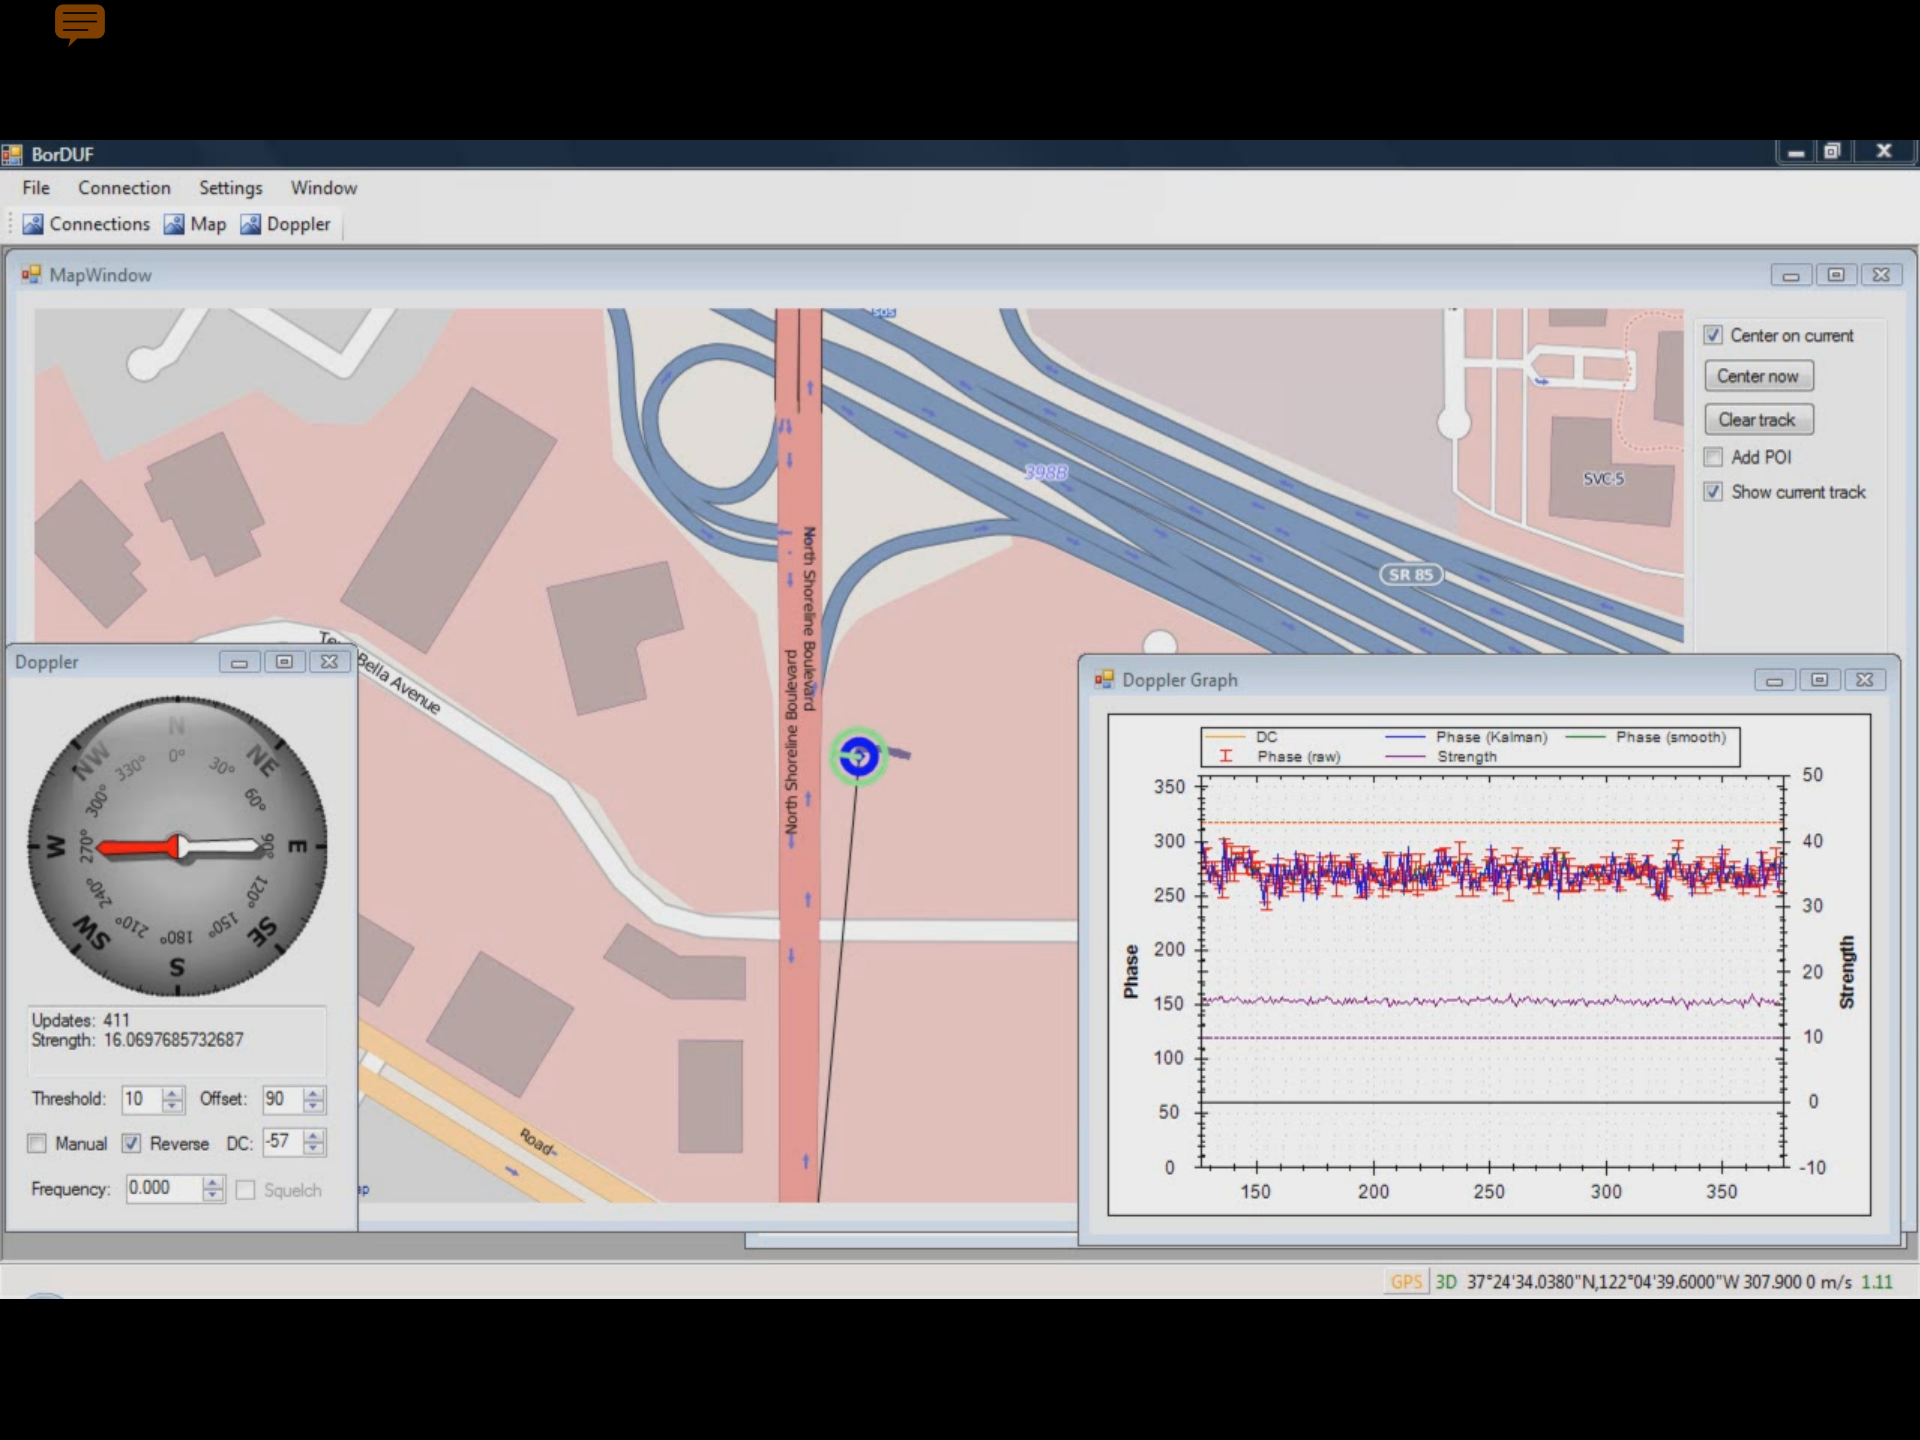 BorDUF
File Connection Settings Window
Connections Map Doppler
MapWindow
505
398B
SR 85
SVC-5
North Shoreline Boulevard
North Shoreline Boulevard
Bella Avenue
Road
Center on current
Center now
Clear track
Add POI
Show current track
Doppler
N
NE
E
SE
S
SW
W
NW
0°
30°
60°
90°
120°
150°
180°
210°
240°
270°
300°
330°
Updates: 411
Strength: 16.0697685732687
Threshold: 10 Offset: 90
Manual Reverse DC: -57
Frequency: 0.000 Squelch
Doppler Graph
DC Phase (Kalman) Phase (smooth)
Phase (raw) Strength
Phase
350
300
250
200
150
100
50
0
150 200 250 300 350
50
40
30
20
10
0
-10
Strength
GPS 3D 37°24'34.0380"N,122°04'39.6000"W 307.900 0 m/s 1.11